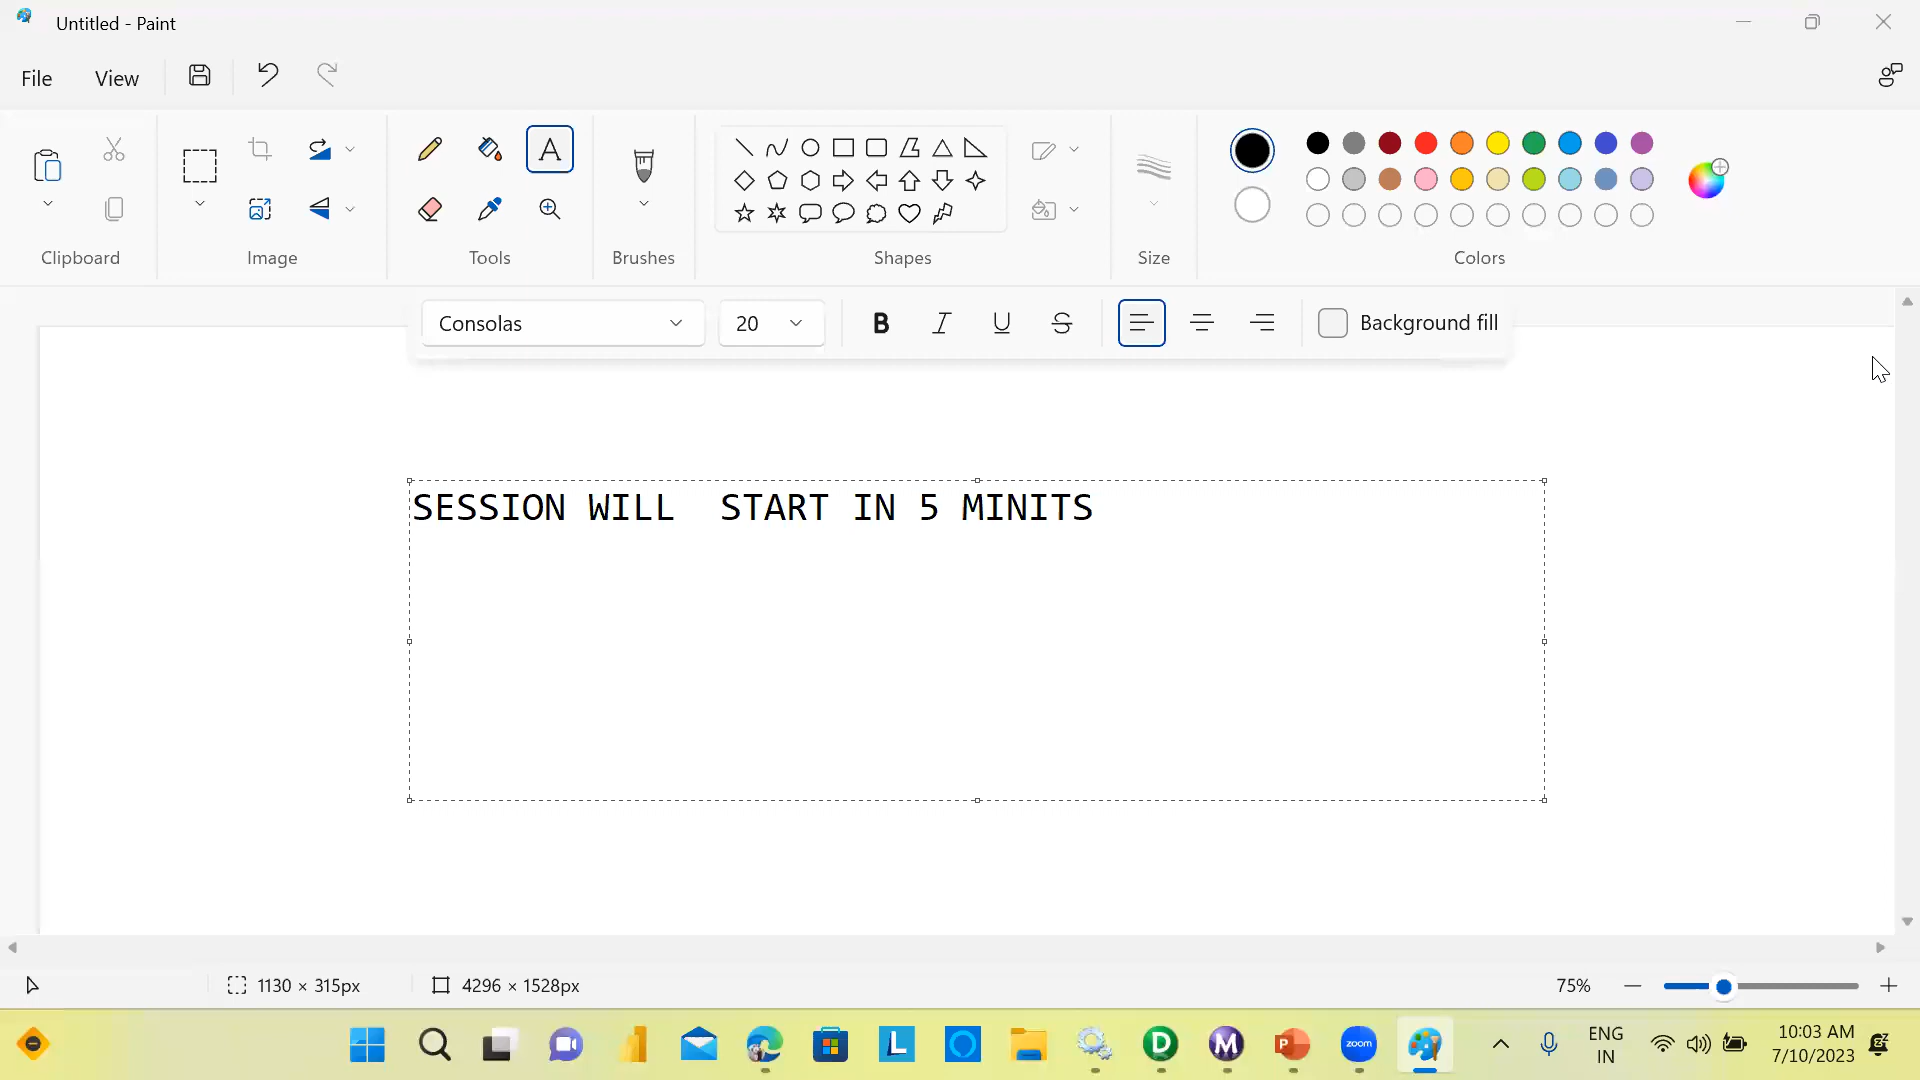 Untitled - Paint
File View
Clipboard Image Tools Brushes Shapes Size Colors
Consolas 20 B I U S Background fill
SESSION WILL  START IN 5 MINITS
1130 × 315px 4296 × 1528px 75%
L D M P zoom ENG 10:03 AM
IN 7/10/2023